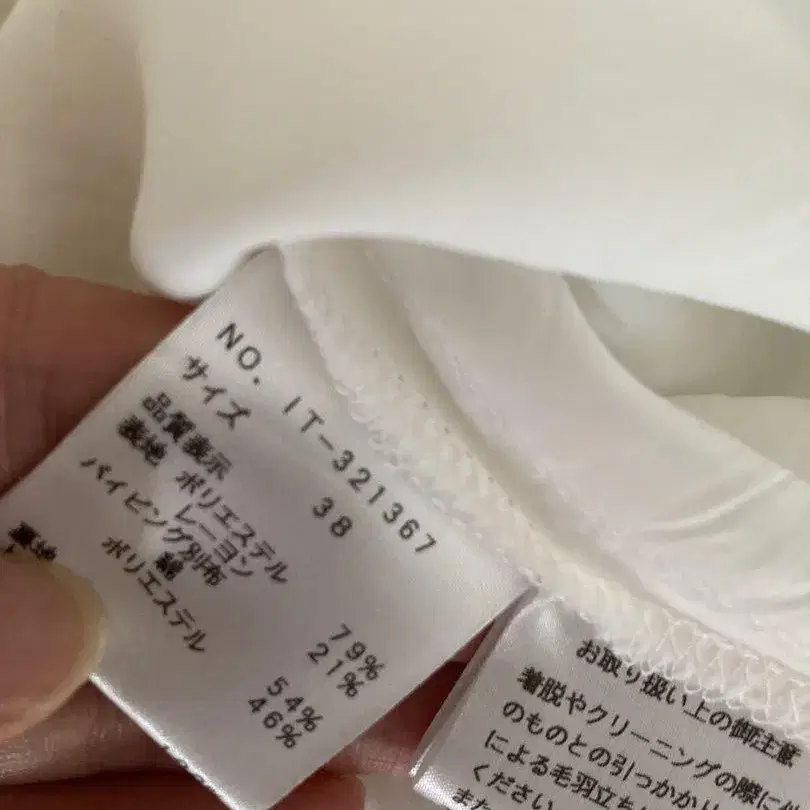 NO. IT-321367
サイズ 38
品質表示
表地 ポリエステル 79%
レーヨン 21%
パイピング別布
綿 54%
ポリエステル 46%
裏地
お取り扱い上の御注意
着脱やクリーニングの際に
のものとの引っかかり
による毛羽立ち
ください。
また